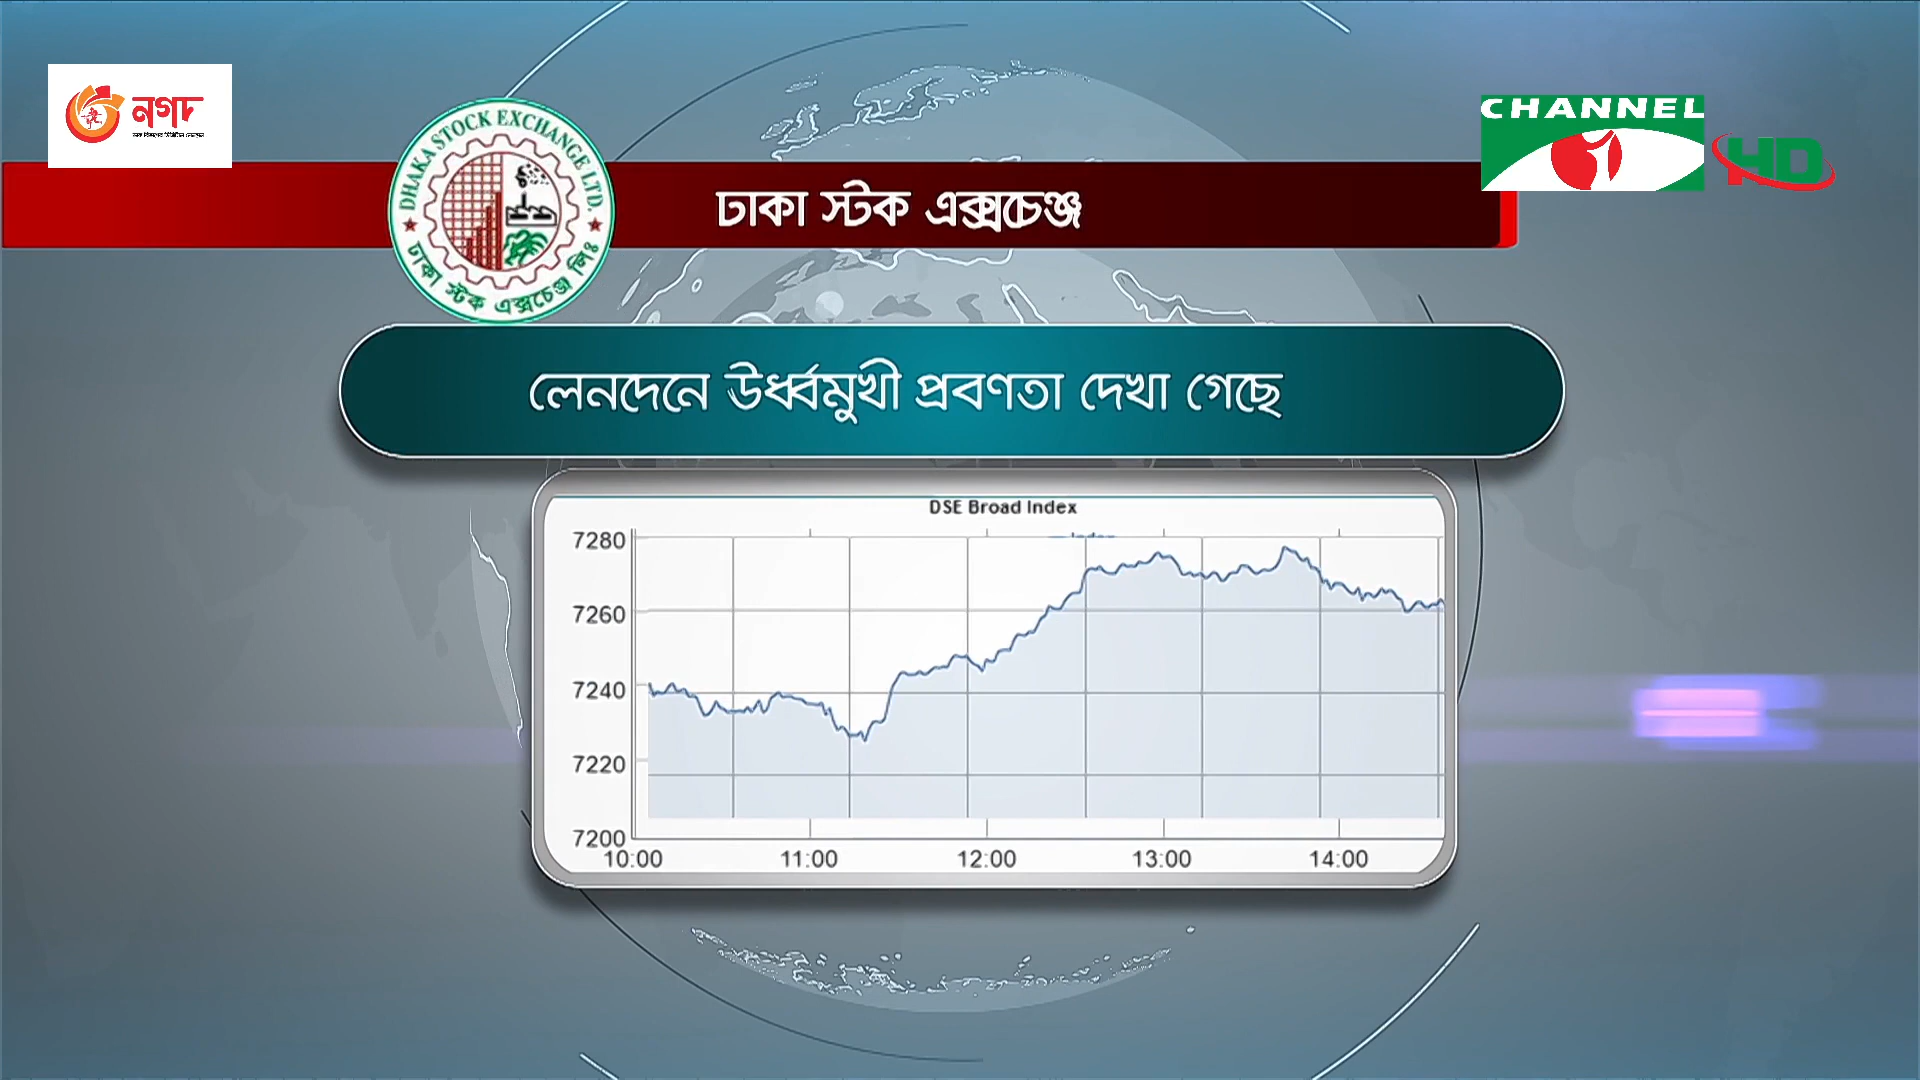 নগদ
CHANNEL
i
HD
DHAKA STOCK EXCHANGE LTD.
ঢাকা স্টক এক্সচেঞ্জ লিঃ
ঢাকা স্টক এক্সচেঞ্জ
লেনদেনে উর্ধ্বমুখী প্রবণতা দেখা গেছে
DSE Broad Index
7280
7260
7240
7220
7200
10:00 11:00 12:00 13:00 14:00